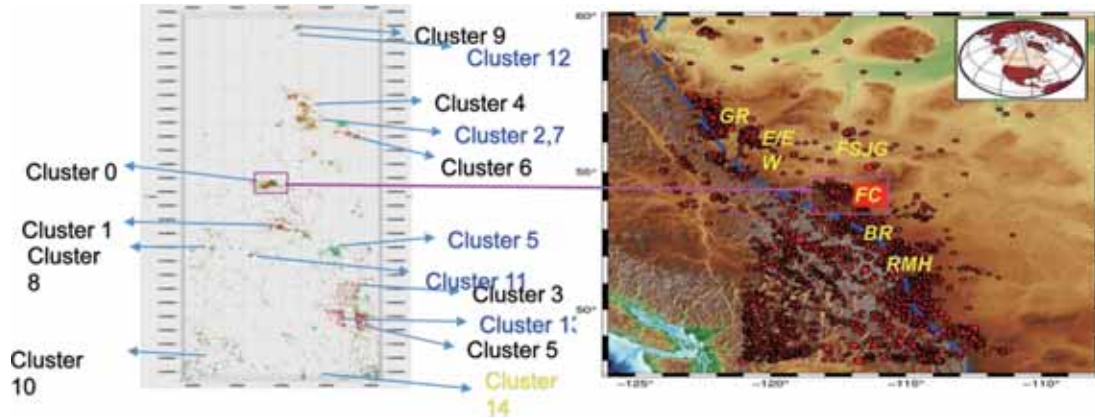 Cluster 9
Cluster 12
Cluster 4
Cluster 2,7
Cluster 6
Cluster 0
Cluster 1
Cluster
8
Cluster 5
Cluster 11
Cluster 3
Cluster 1
Cluster 5
Cluster
10
Cluster
14
60°
55°
50°
GR
E/E
W
FSJG
FC
BR
RMH
-125°
-120°
-115°
-110°